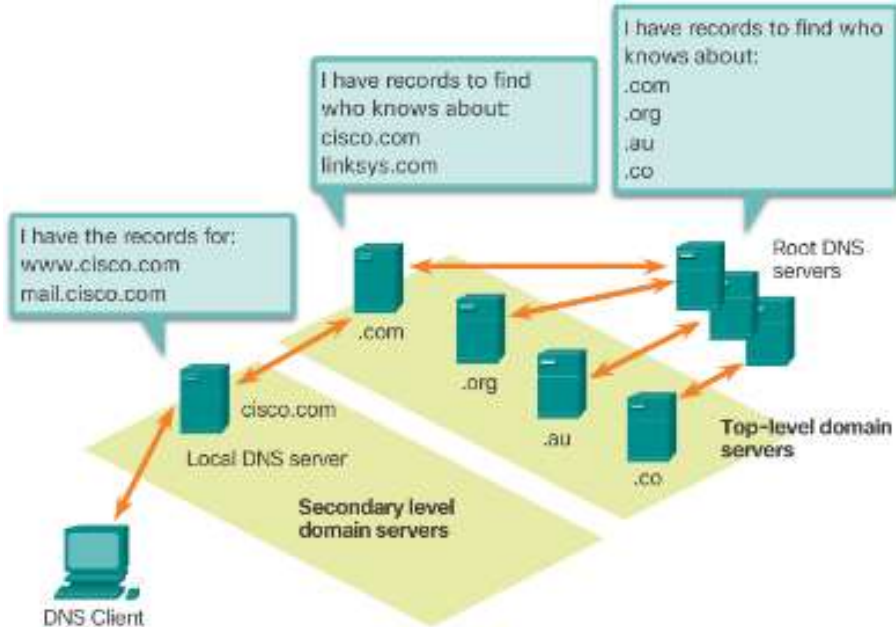 I have records to find who
knows about:
.com
.org
.au
.co
I have records to find
who knows about:
cisco.com
linksys.com
I have the records for:
www.cisco.com
mail.cisco.com
Root DNS
servers
.com
.org
.au
.co
Top-level domain
servers
cisco.com
Local DNS server
Secondary level
domain servers
DNS Client